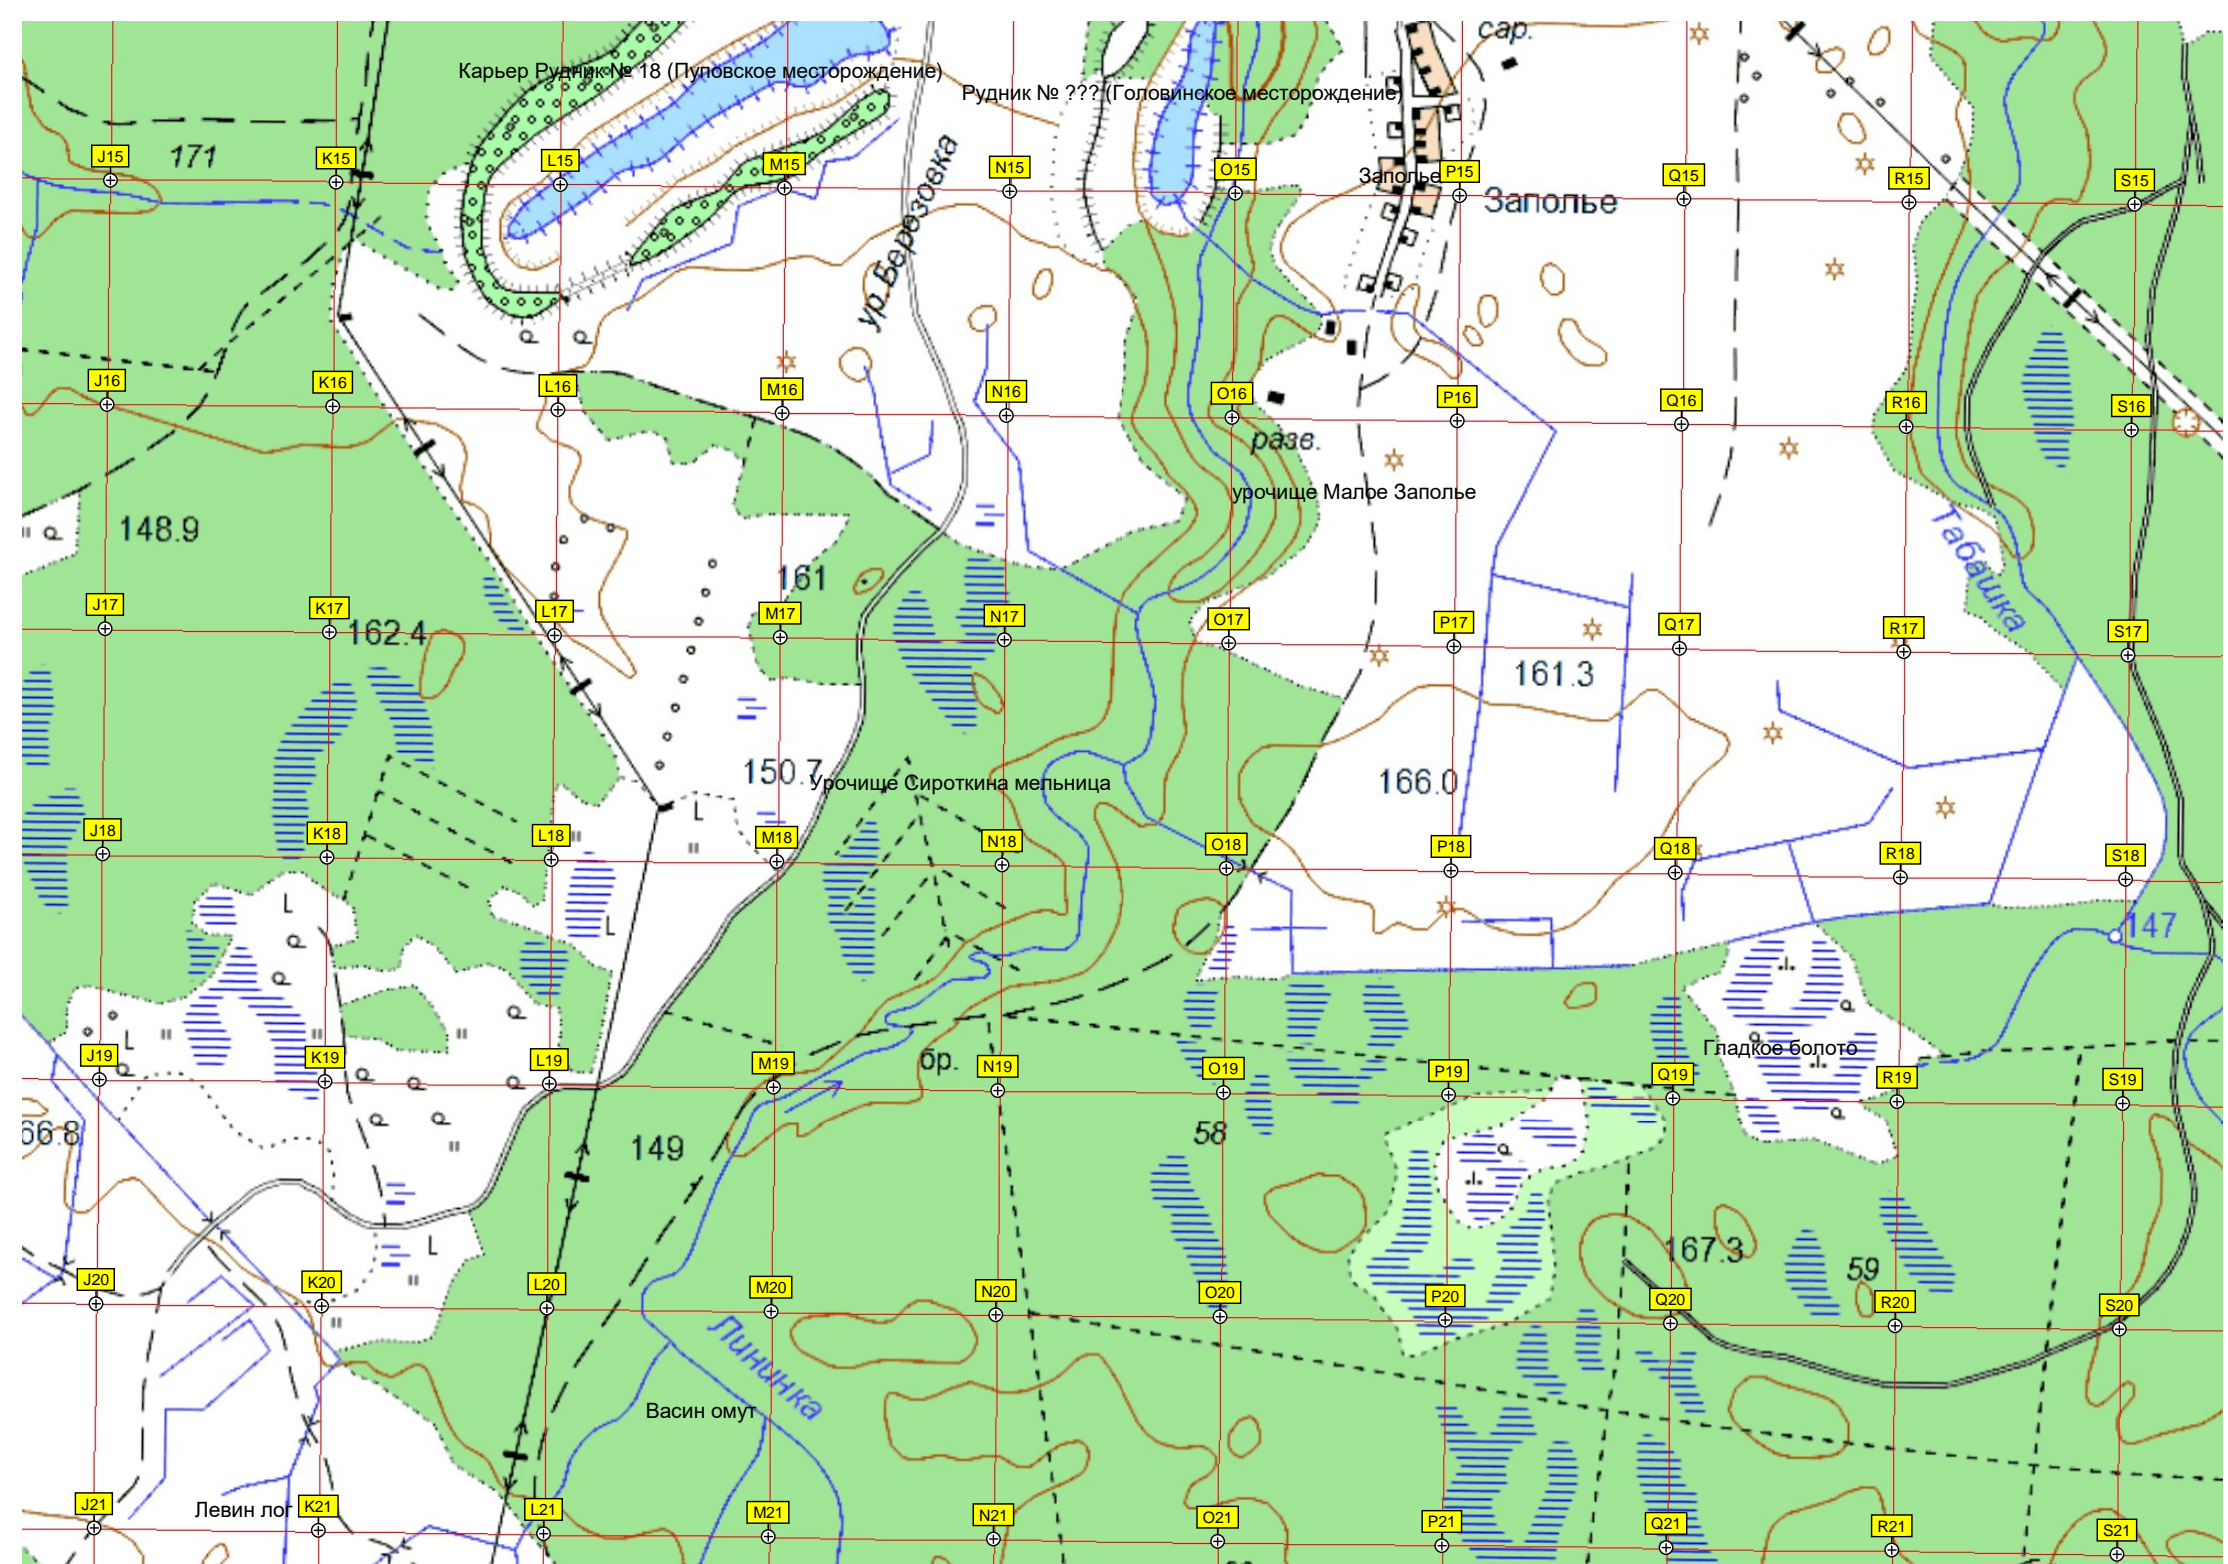 сар.
Карьер Рудник № 18 (Пуповское месторождение)
Рудник № ??? (Головинское месторождение)
171
J15
K15
L15
M15
N15
O15
Заполье
P15
Заполье
Q15
R15
S15
ур. Березовка
J16
K16
L16
M16
N16
O16
P16
Q16
R16
S16
разв.
урочище Малое Заполье
148.9
Табашка
161
J17
K17
162.4
L17
M17
N17
O17
P17
Q17
R17
S17
161.3
150.7
Урочище Сироткина мельница
166.0
L
J18
K18
L18
M18
N18
O18
P18
Q18
R18
S18
L
L
147
L
Гладкое болото
J19
K19
L19
M19
бр.
N19
O19
P19
Q19
R19
S19
66.8
149
58
L
167.3
59
J20
K20
L20
M20
N20
O20
P20
Q20
R20
S20
Лининка
Васин омут
Левин лог
J21
K21
L21
M21
N21
O21
P21
Q21
R21
S21